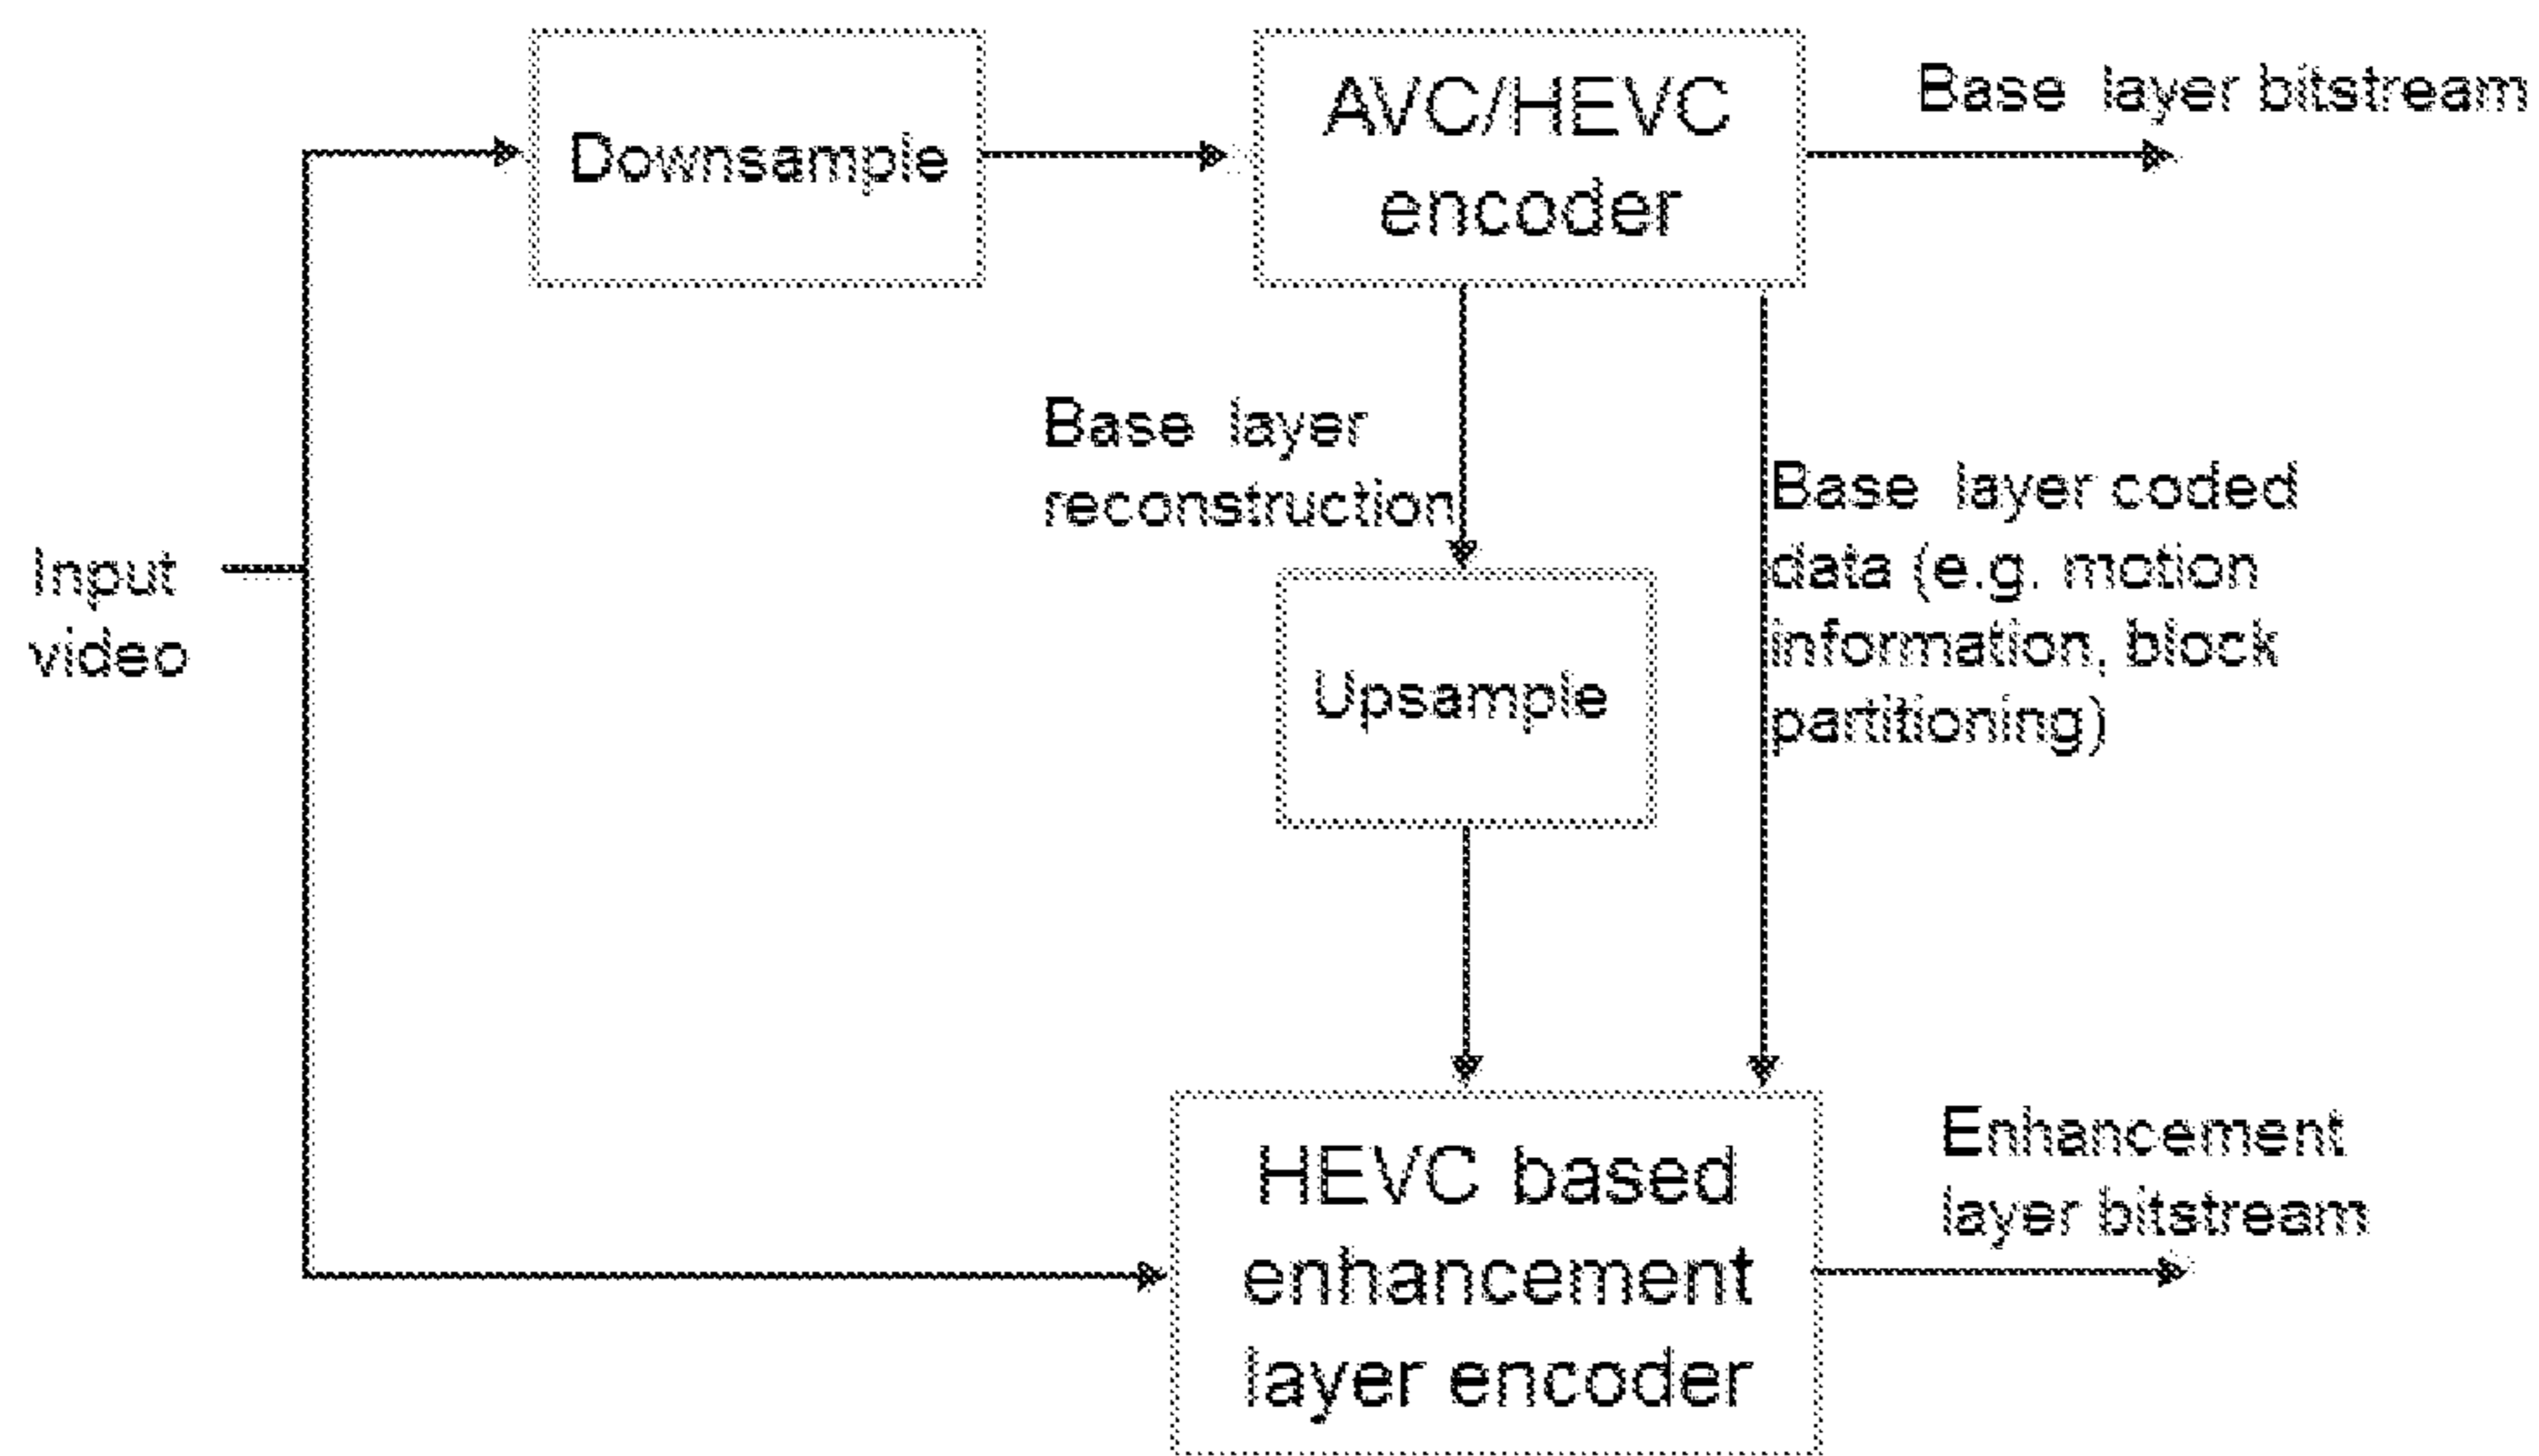 Downsample
AVC/HEVC
encoder
Base layer bitstream
Base layer
reconstruction
Base layer coded
data (e.g. motion
information, block
partitioning)
Input
video
Upsample
HEVC based
enhancement
layer encoder
Enhancement
layer bitstream